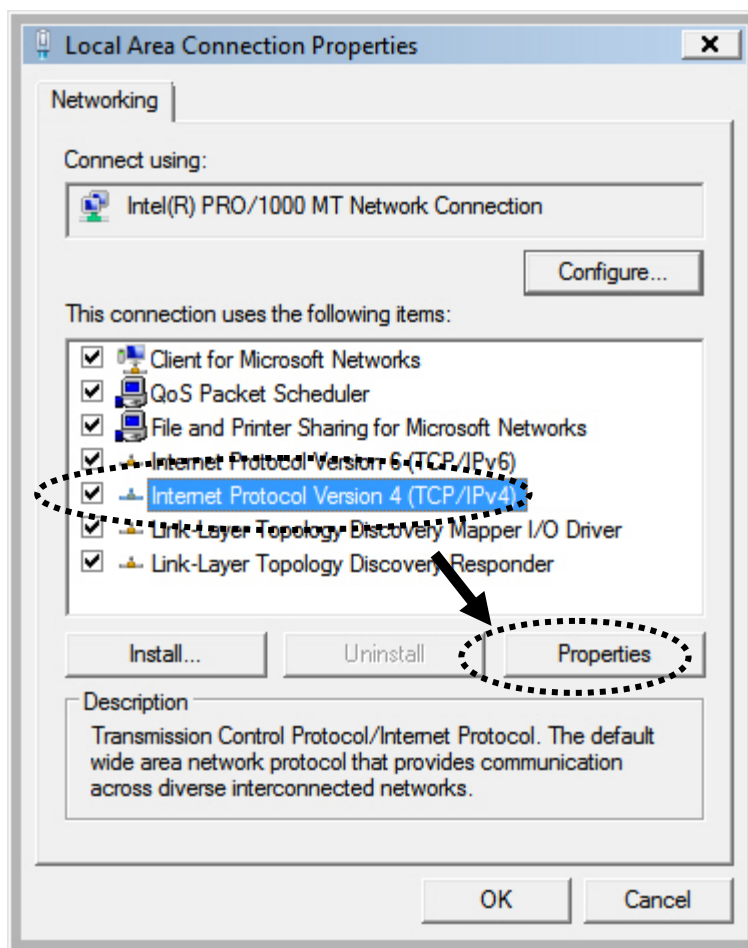 Local Area Connection Properties
Networking
Connect using:
Intel(R) PRO/1000 MT Network Connection
Configure...
This connection uses the following items:
Client for Microsoft Networks
QoS Packet Scheduler
File and Printer Sharing for Microsoft Networks
Internet Protocol Version 6 (TCP/IPv6)
Internet Protocol Version 4 (TCP/IPv4)
Link-Layer Topology Discovery Mapper I/O Driver
Link-Layer Topology Discovery Responder
Install... Uninstall Properties
Description
Transmission Control Protocol/Internet Protocol. The default
wide area network protocol that provides communication
across diverse interconnected networks.
OK Cancel